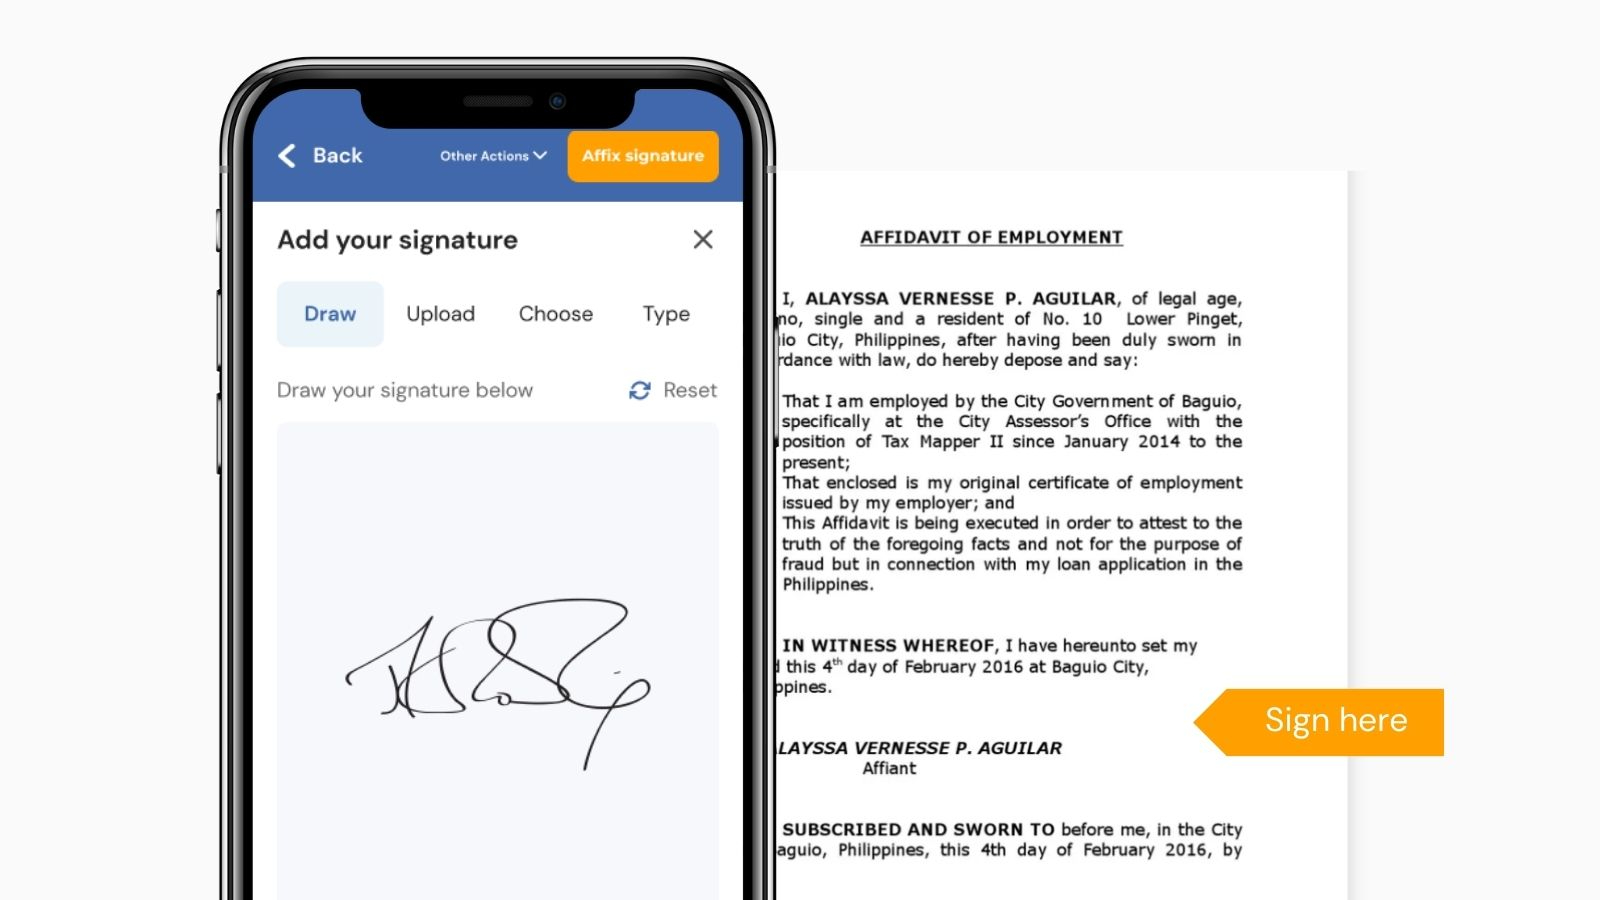 Back
Other Actions
Affix signature
Add your signature
Draw
Upload
Choose
Type
Draw your signature below
Reset
AFFIDAVIT OF EMPLOYMENT
I, ALAYSSA VERNESSE P. AGUILAR, of legal age,
no, single and a resident of No. 10 Lower Pinget,
io City, Philippines, after having been duly sworn in
rdance with law, do hereby depose and say:
That I am employed by the City Government of Baguio,
specifically at the City Assessor's Office with the
position of Tax Mapper II since January 2014 to the
present;
That enclosed is my original certificate of employment
issued by my employer; and
This Affidavit is being executed in order to attest to the
truth of the foregoing facts and not for the purpose of
fraud but in connection with my loan application in the
Philippines.
IN WITNESS WHEREOF, I have hereunto set my
d this 4th day of February 2016 at Baguio City,
ppines.
Sign here
LAYSSA VERNESSE P. AGUILAR
Affiant
SUBSCRIBED AND SWORN TO before me, in the City
aguio, Philippines, this 4th day of February 2016, by